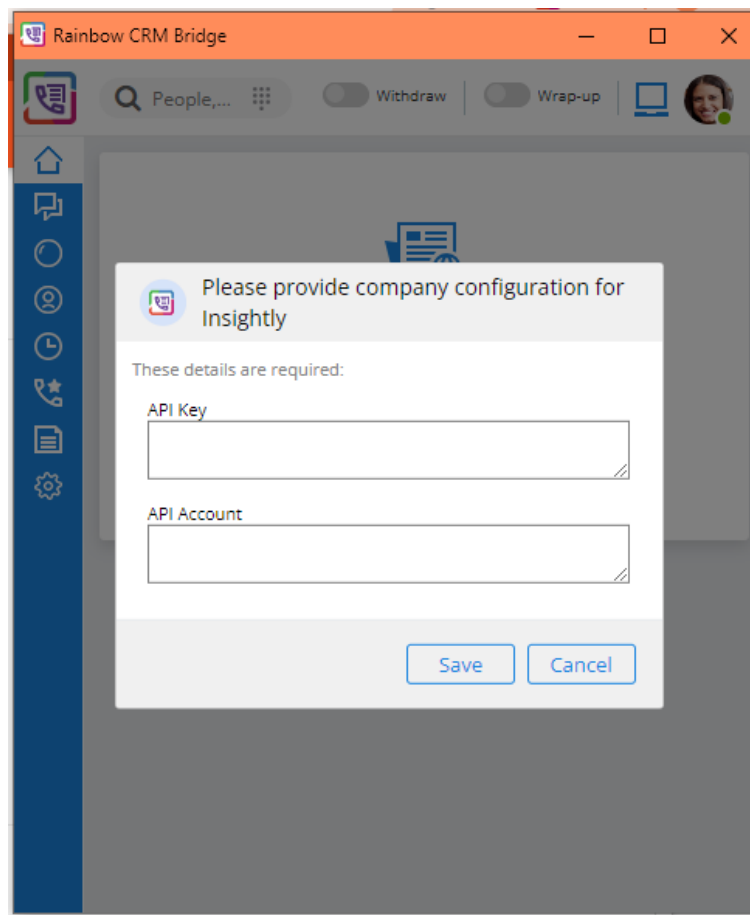 Rainbow CRM Bridge
People,...
Withdraw
Wrap-up
Please provide company configuration for
Insightly
These details are required:
API Key
API Account
Save
Cancel